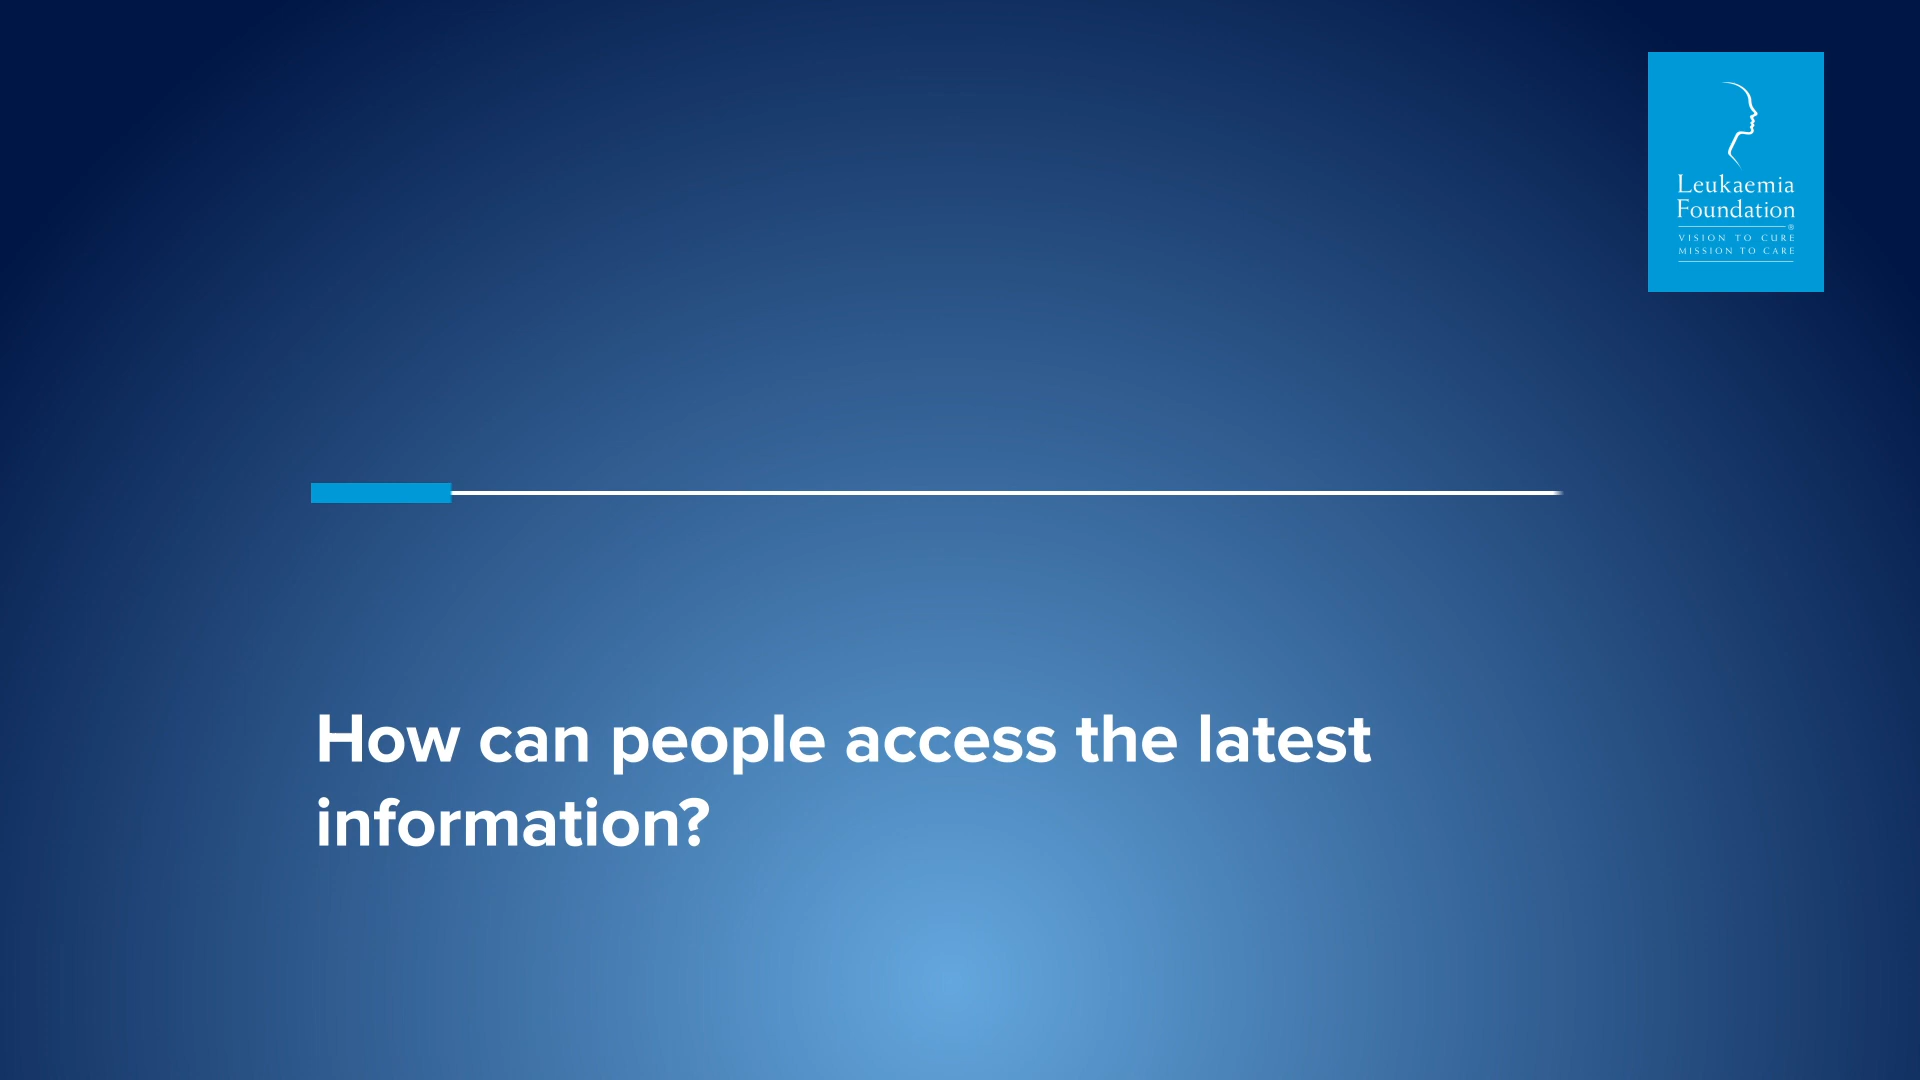 Leukaemia
Foundation
®
VISION TO CURE
MISSION TO CARE
How can people access the latest
information?